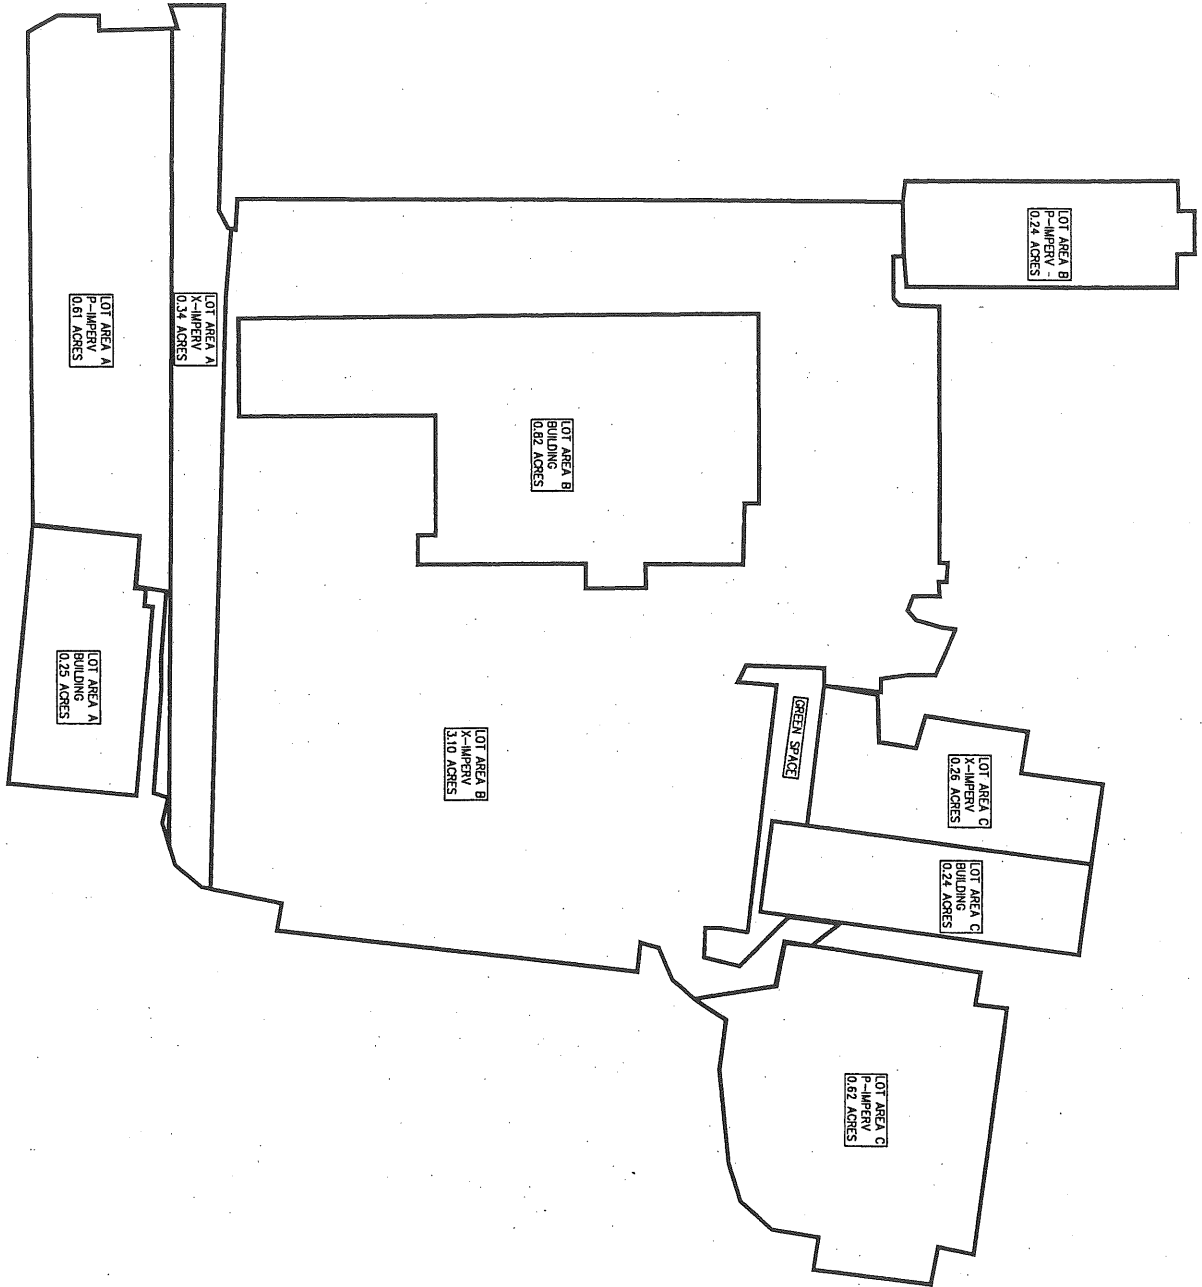 LOT AREA B
P-IMPERV -
0.24 ACRES
LOT AREA A
X-IMPERV
0.34 ACRES
LOT AREA A
P-IMPERV
0.61 ACRES
LOT AREA B
BUILDING
0.82 ACRES
LOT AREA A
BUILDING
0.25 ACRES
GREEN SPACE
LOT AREA B
X-IMPERV
3.10 ACRES
LOT AREA C
X-IMPERV
0.26 ACRES
LOT AREA C
BUILDING
0.24 ACRES
LOT AREA C
P-IMPERV
0.62 ACRES